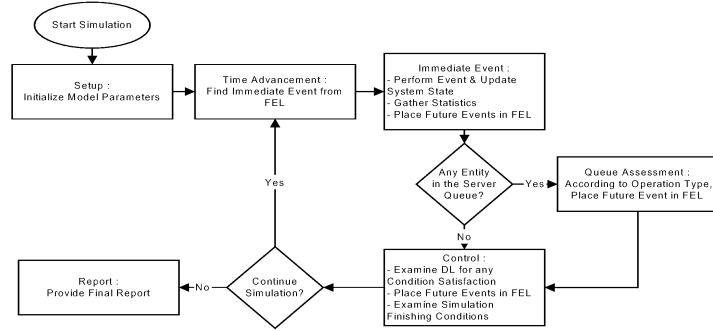 Start Simulation
Setup :
Initialize Model Parameters
Time Advancement :
Find Immediate Event from
FEL
Immediate Event :
- Perform Event & Update
System State
- Gather Statistics
- Place Future Events in FEL
Any Entity
in the Server
Queue?
Yes
Queue Assessment :
According to Operation Type,
Place Future Event in FEL
No
Control :
- Examine DL for any
Condition Satisfaction
- Place Future Events in FEL
- Examine Simulation
Finishing Conditions
Continue
Simulation?
Yes
No
Report :
Provide Final Report